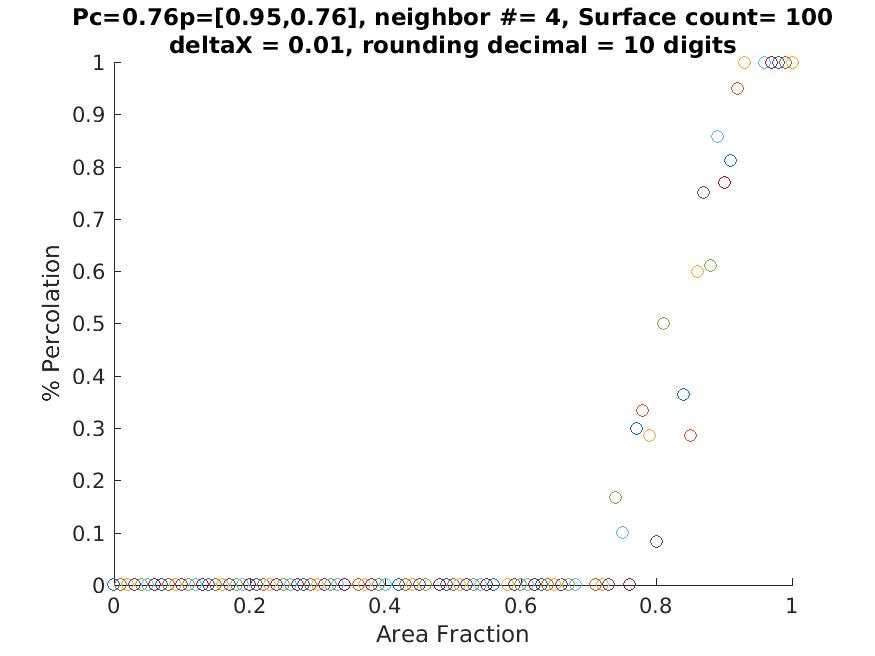 Pc=0.76p=[0.95,0.76], neighbor #= 4, Surface count= 100
deltaX = 0.01, rounding decimal = 10 digits
1
0.9
0.8
0.7
0.6
0.5
0.4
0.3
0.2
0.1
0
% Percolation
0 0.2 0.4 0.6 0.8 1
Area Fraction